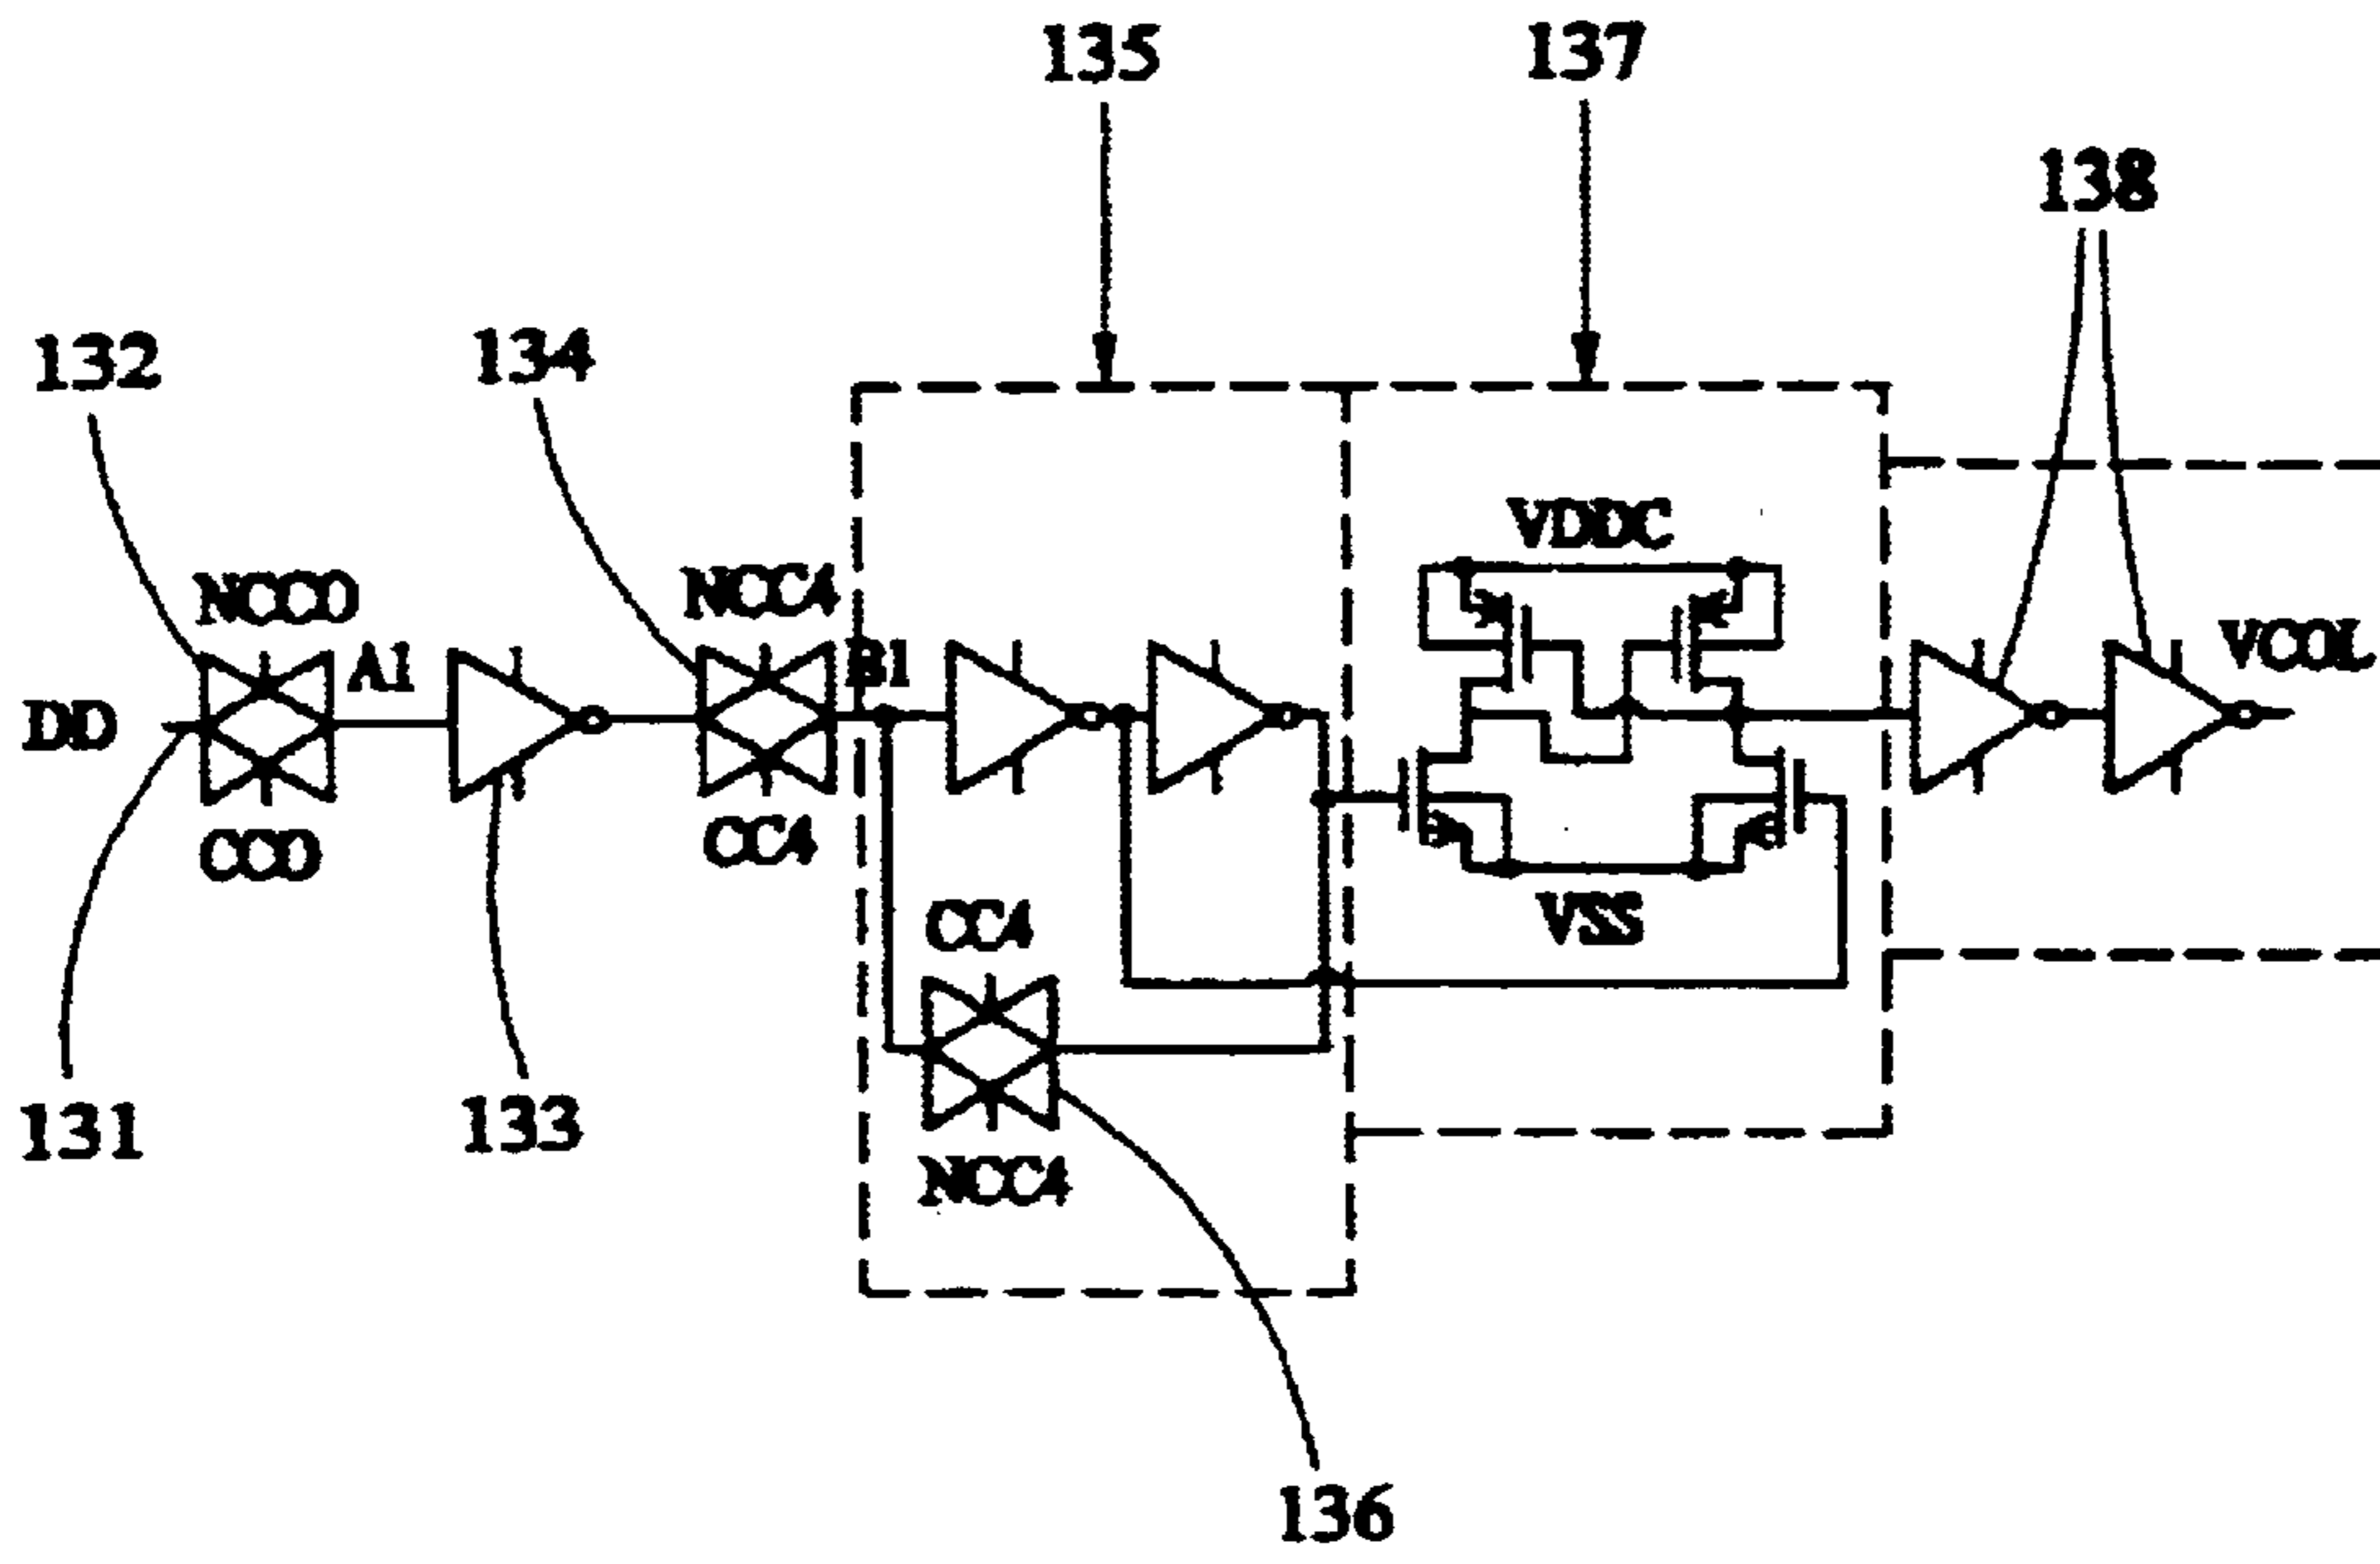 135
137
138
132
134
VDDC
NCC0
NCC4
A1
B1
VCOL
DD
CC0
CC4
VSS
CC4
131
133
NCC4
136